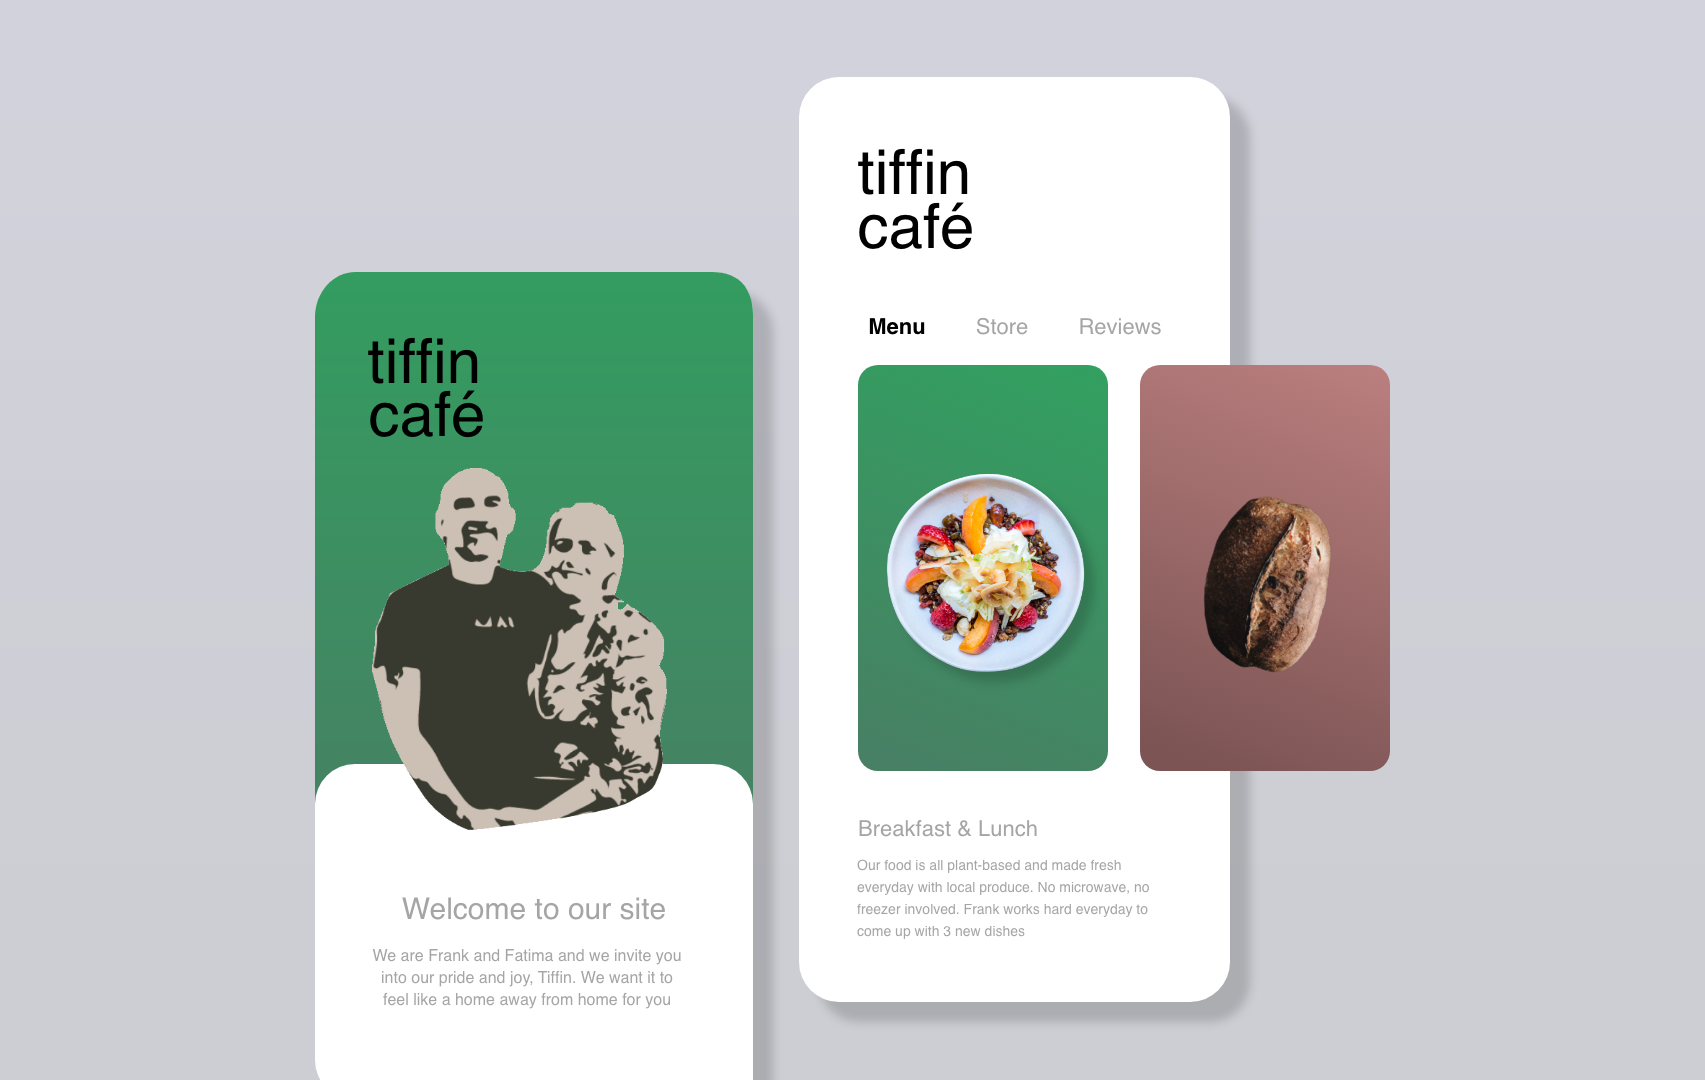 tiffin
café
Welcome to our site
We are Frank and Fatima and we invite you
into our pride and joy, Tiffin. We want it to
feel like a home away from home for you
tiffin
café
Menu Store Reviews
Breakfast & Lunch
Our food is all plant-based and made fresh
everyday with local produce. No microwave, no
freezer involved. Frank works hard everyday to
come up with 3 new dishes